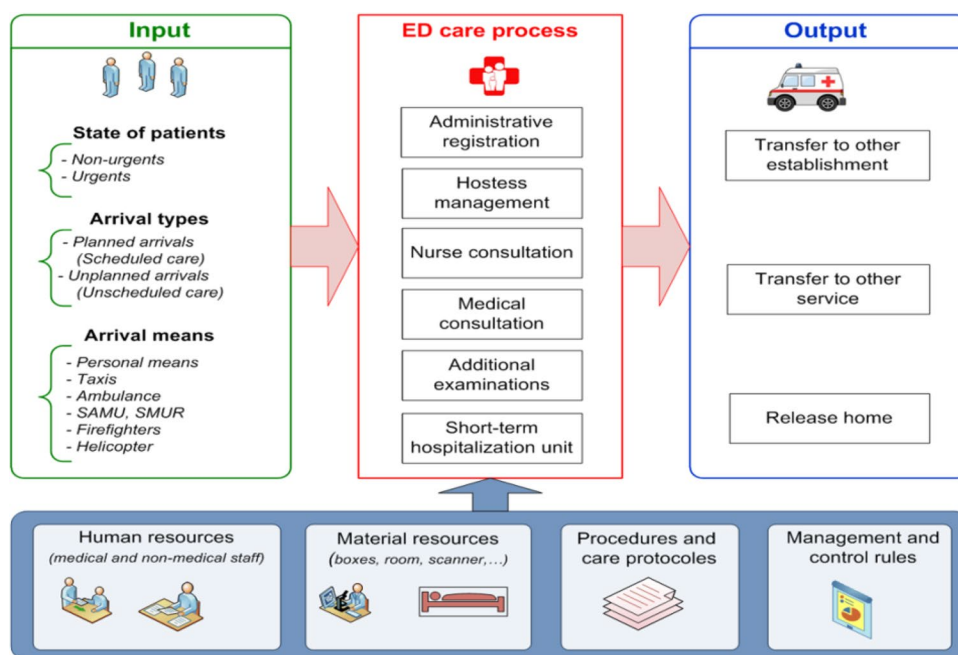 Input
State of patients
- Non-urgents
- Urgents
Arrival types
- Planned arrivals
(Scheduled care)
- Unplanned arrivals
(Unscheduled care)
Arrival means
- Personal means
- Taxis
- Ambulance
- SAMU, SMUR
- Firefighters
- Helicopter
ED care process
Administrative
registration
Hostess
management
Nurse consultation
Medical
consultation
Additional
examinations
Short-term
hospitalization unit
Output
Transfer to other
establishment
Transfer to other
service
Release home
Human resources
(medical and non-medical staff)
Material resources
(boxes, room, scanner,...)
Procedures and
care protocoles
Management and
control rules